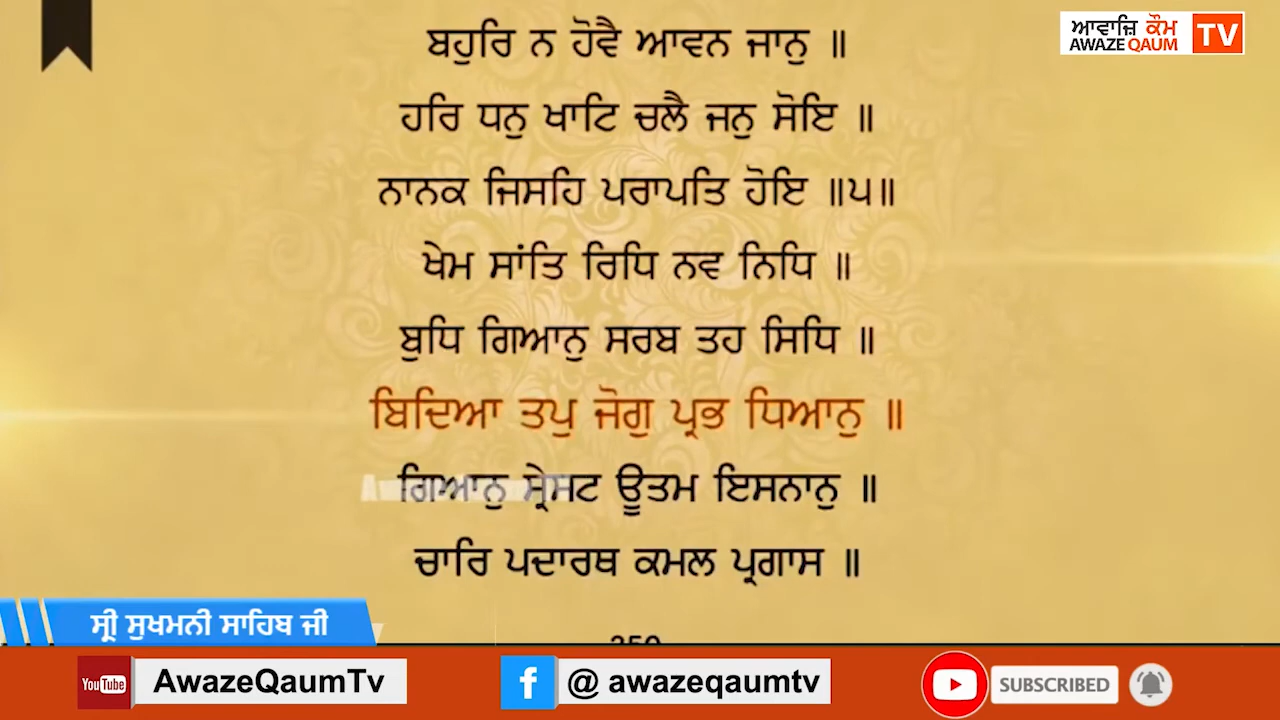 ਆਵਾਜ਼ਿ ਕੌਮ
AWAZE QAUM
TV
ਬਹੁਰਿ ਨ ਹੋਵੈ ਆਵਨ ਜਾਨੁ ॥
ਹਰਿ ਧਨੁ ਖਾਟਿ ਚਲੈ ਜਨੁ ਸੋਇ ॥
ਨਾਨਕ ਜਿਸਹਿ ਪਰਾਪਤਿ ਹੋਇ ॥੫॥
ਖੇਮ ਸਾਂਤਿ ਰਿਧਿ ਨਵ ਨਿਧਿ ॥
ਬੁਧਿ ਗਿਆਨੁ ਸਰਬ ਤਹ ਸਿਧਿ ॥
ਬਿਦਿਆ ਤਪੁ ਜੋਗੁ ਪ੍ਰਭ ਧਿਆਨੁ ॥
ਗਿਆਨੁ ਸ੍ਰੇਸਟ ਊਤਮ ਇਸਨਾਨੁ ॥
ਚਾਰਿ ਪਦਾਰਥ ਕਮਲ ਪ੍ਰਗਾਸ ॥
ਸ੍ਰੀ ਸੁਖਮਨੀ ਸਾਹਿਬ ਜੀ
YouTube AwazeQaumTv
f @ awazeqaumtv
SUBSCRIBED